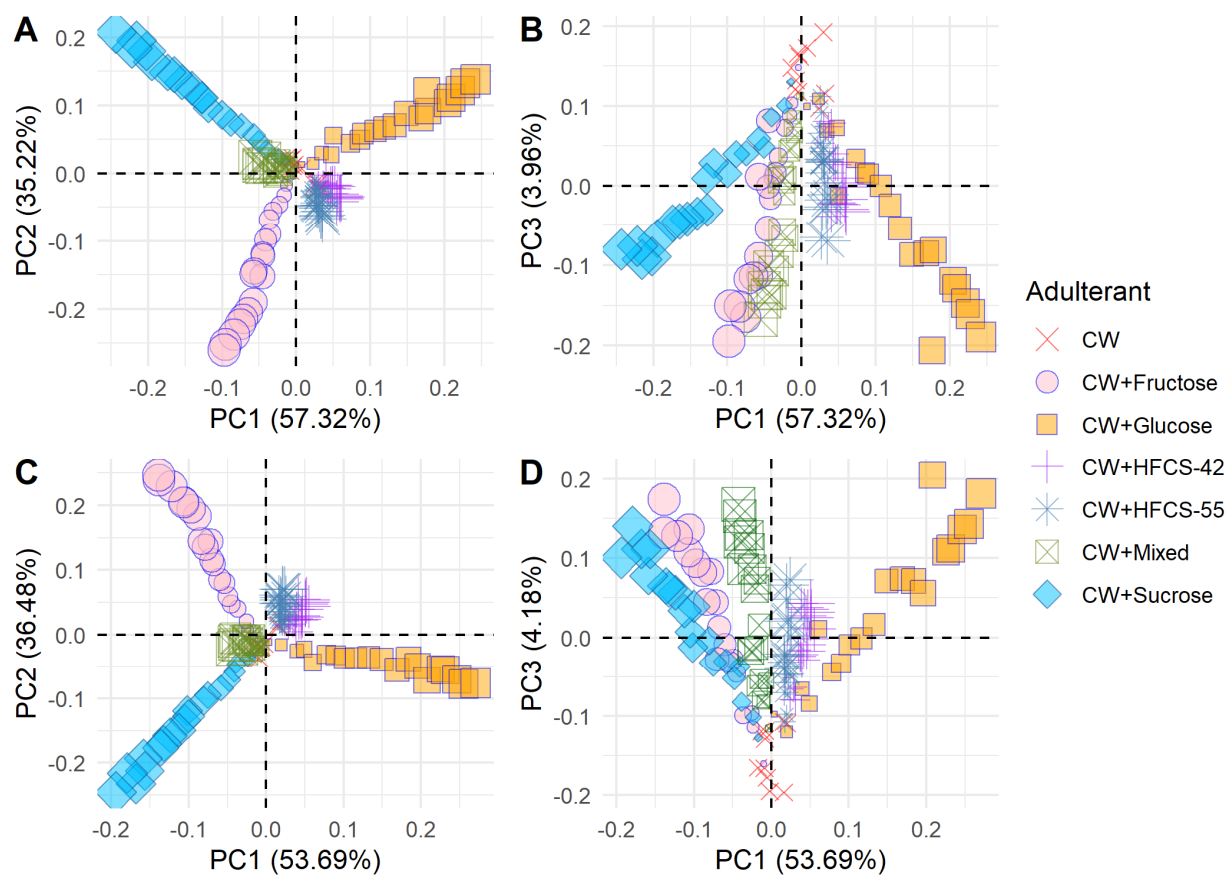 A
0.2
0.1
0.0
-0.1
-0.2
PC2 (35.22%)
-0.2
-0.1
0.0
0.1
0.2
PC1 (57.32%)
B
0.2
0.1
0.0
-0.1
-0.2
PC3 (3.96%)
-0.2
-0.1
0.0
0.1
0.2
PC1 (57.32%)
C
0.2
0.1
0.0
-0.1
-0.2
PC2 (36.48%)
-0.2
-0.1
0.0
0.1
0.2
PC1 (53.69%)
D
0.2
0.1
0.0
-0.1
-0.2
PC3 (4.18%)
-0.2
-0.1
0.0
0.1
0.2
PC1 (53.69%)
Adulterant
CW
CW+Fructose
CW+Glucose
CW+HFCS-42
CW+HFCS-55
CW+Mixed
CW+Sucrose